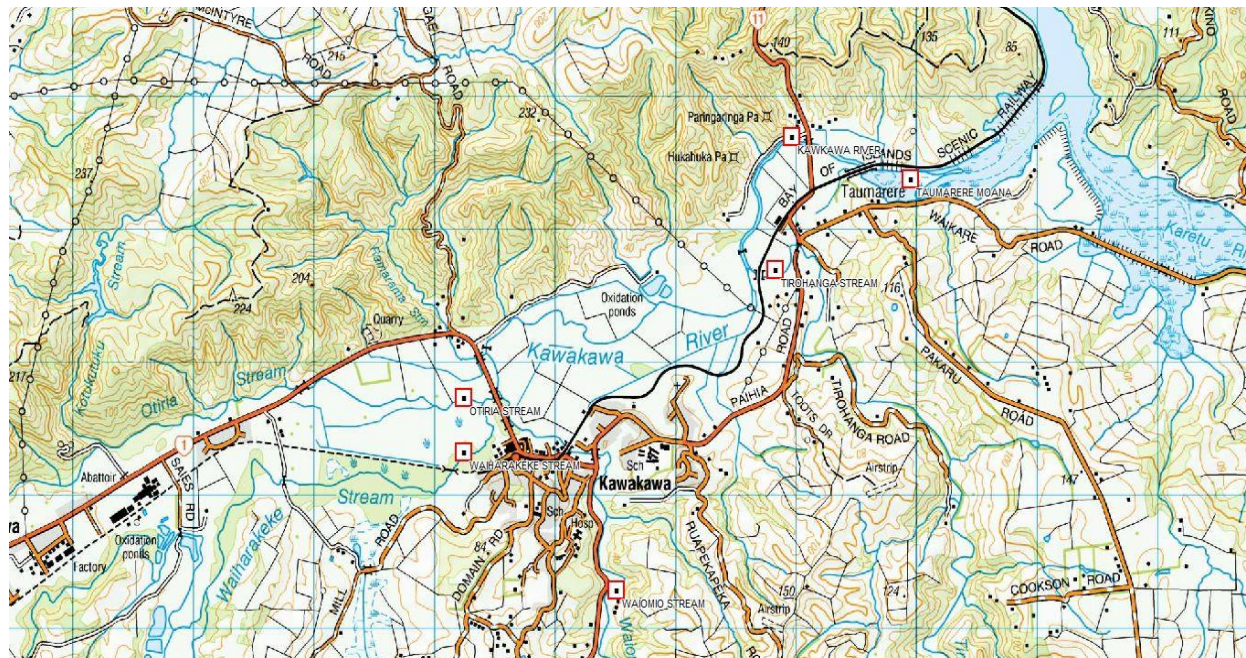 McINTYRE
ROAD
215
ROAD
232
237
204
224
217
Stream
Kotukutuku
Otiria
Stream
Quarry
Ramarama Stm
11
140
135
85
111
ROAD
Paringaringa Pa
Hukahuka Pa
KAWKAWA RIVER
BAY OF ISLANDS SCENIC RAILWAY
Taumarere
TAUMARERE MOANA
WAIKARE ROAD
Karetu
TIROHANGA STREAM
116
Oxidation
ponds
Kawakawa River
PAIHIA ROAD
TOOTS DR
TIROHANGA ROAD
PAKARU ROAD
OTIRIA STREAM
WAIHARAKEKE STREAM
1
Abattoir
SAIES RD
Oxidation
ponds
Factory
Waiharakeke Stream
MILL ROAD
84
DOMAIN RD
Sch
Hosp
Sch
Kawakawa
RUAPEKAPEKA
Airstrip
147
WAIOMIO STREAM
150
Airstrip
124
COOKSON ROAD